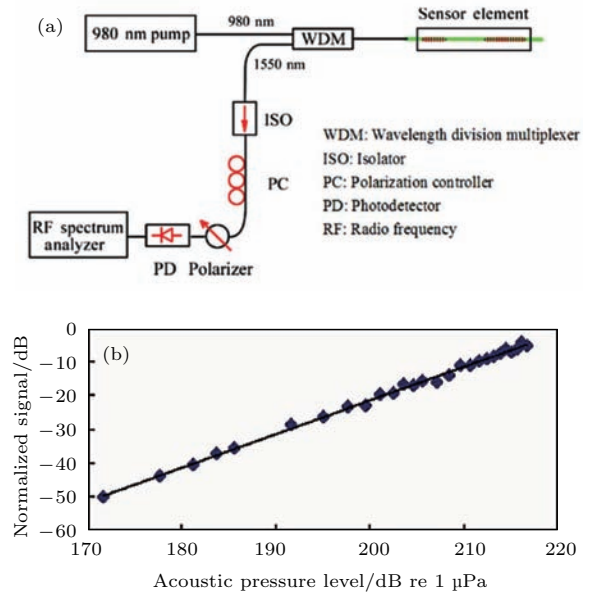 (a)
980 nm pump
980 nm
WDM
Sensor element
1550 nm
ISO
PC
WDM: Wavelength division multiplexer
ISO: Isolator
PC: Polarization controller
PD: Photodetector
RF: Radio frequency
RF spectrum
analyzer
PD
Polarizer
(b)
Normalized signal/dB
0
−10
−20
−30
−40
−50
−60
170
180
190
200
210
220
Acoustic pressure level/dB re 1 µPa